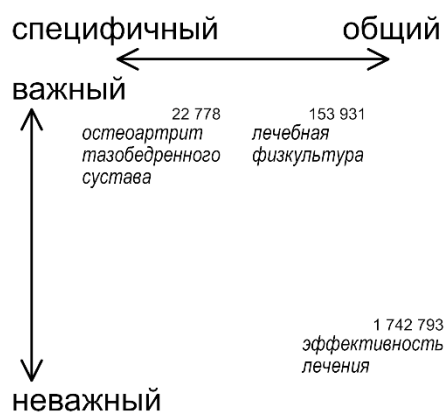 специфичный общий
важный
22 778 153 931
остеоартрит лечебная
тазобедренного физкультура
сустава
1 742 793
эффективность
лечения
неважный